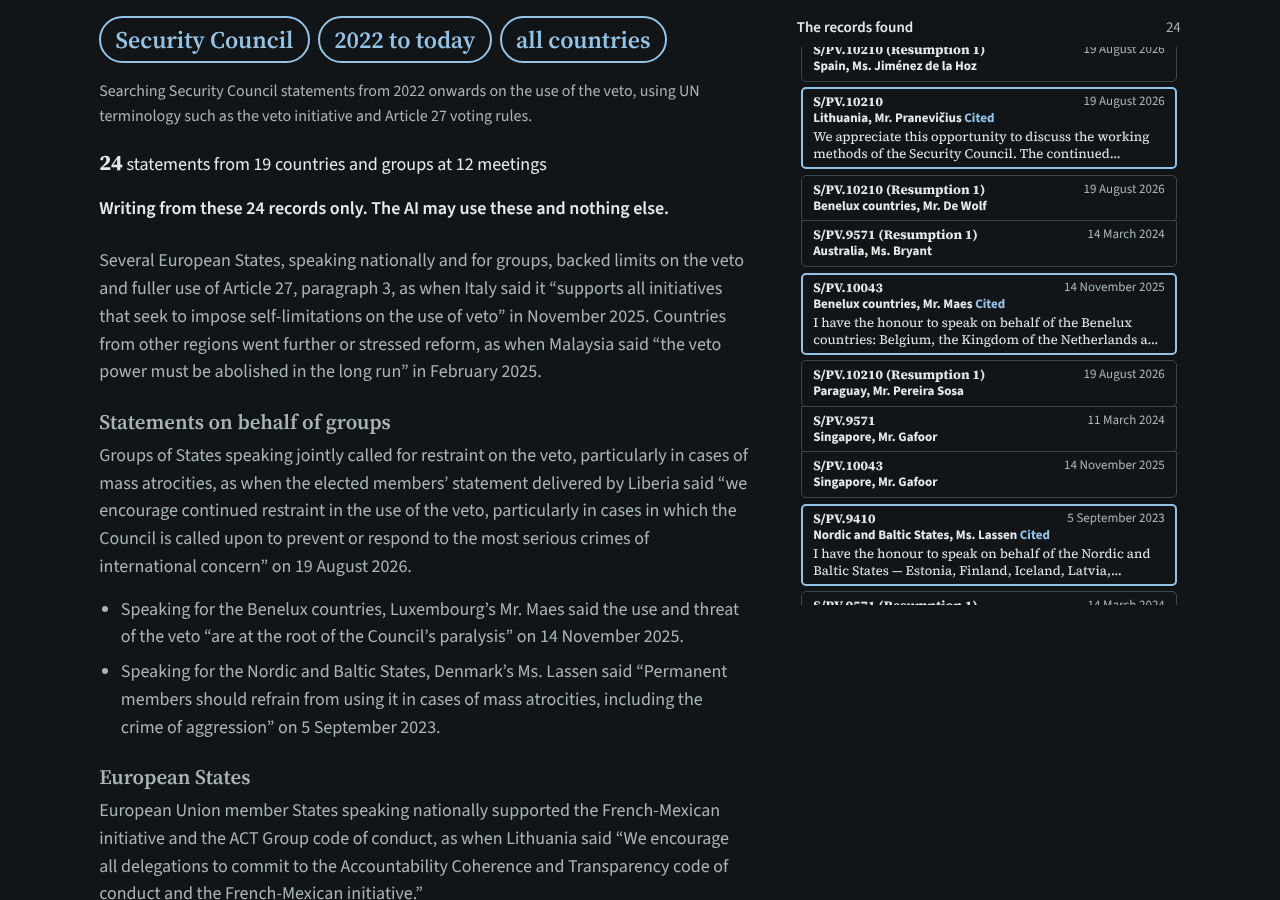 Security Council 2022 to today all countries
Searching Security Council statements from 2022 onwards on the use of the veto, using UN
terminology such as the veto initiative and Article 27 voting rules.
24 statements from 19 countries and groups at 12 meetings
Writing from these 24 records only. The AI may use these and nothing else.
Several European States, speaking nationally and for groups, backed limits on the veto
and fuller use of Article 27, paragraph 3, as when Italy said it “supports all initiatives
that seek to impose self-limitations on the use of veto” in November 2025. Countries
from other regions went further or stressed reform, as when Malaysia said “the veto
power must be abolished in the long run” in February 2025.
Statements on behalf of groups
Groups of States speaking jointly called for restraint on the veto, particularly in cases of
mass atrocities, as when the elected members’ statement delivered by Liberia said “we
encourage continued restraint in the use of the veto, particularly in cases in which the
Council is called upon to prevent or respond to the most serious crimes of
international concern” on 19 August 2026.
• Speaking for the Benelux countries, Luxembourg’s Mr. Maes said the use and threat
of the veto “are at the root of the Council’s paralysis” on 14 November 2025.
• Speaking for the Nordic and Baltic States, Denmark’s Ms. Lassen said “Permanent
members should refrain from using it in cases of mass atrocities, including the
crime of aggression” on 5 September 2023.
European States
European Union member States speaking nationally supported the French-Mexican
initiative and the ACT Group code of conduct, as when Lithuania said “We encourage
all delegations to commit to the Accountability Coherence and Transparency code of
conduct and the French-Mexican initiative.”
The records found 24
S/PV.10210 (Resumption 1) 19 August 2026
Spain, Ms. Jiménez de la Hoz
S/PV.10210 19 August 2026
Lithuania, Mr. Pranevičius Cited
We appreciate this opportunity to discuss the working
methods of the Security Council. The continued...
S/PV.10210 (Resumption 1) 19 August 2026
Benelux countries, Mr. De Wolf
S/PV.9571 (Resumption 1) 14 March 2024
Australia, Ms. Bryant
S/PV.10043 14 November 2025
Benelux countries, Mr. Maes Cited
I have the honour to speak on behalf of the Benelux
countries: Belgium, the Kingdom of the Netherlands a...
S/PV.10210 (Resumption 1) 19 August 2026
Paraguay, Mr. Pereira Sosa
S/PV.9571 11 March 2024
Singapore, Mr. Gafoor
S/PV.10043 14 November 2025
Singapore, Mr. Gafoor
S/PV.9410 5 September 2023
Nordic and Baltic States, Ms. Lassen Cited
I have the honour to speak on behalf of the Nordic and
Baltic States — Estonia, Finland, Iceland, Latvia,...
S/PV.9571 (Resumption 1) 14 March 2024